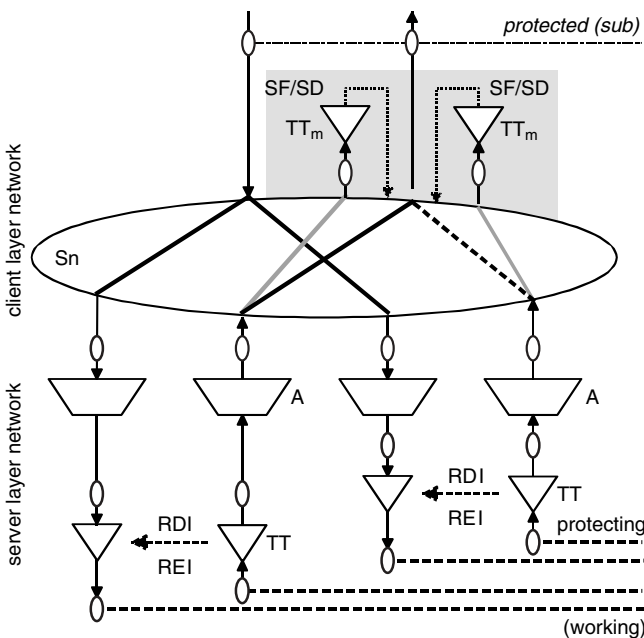 protected (sub)
SF/SD
SF/SD
TTm
TTm
client layer network
Sn
A
A
server layer network
RDI
REI
TT
protecting
RDI
REI
TT
(working)